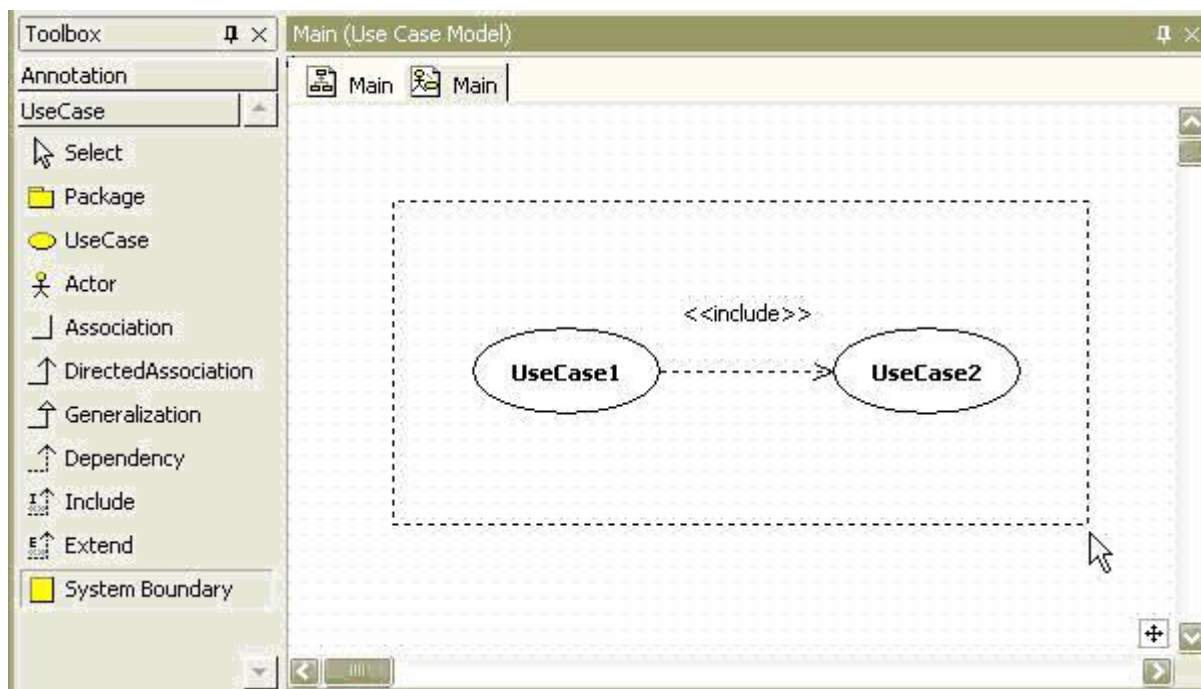 Toolbox
Annotation
UseCase
Select
Package
UseCase
Actor
Association
DirectedAssociation
Generalization
Dependency
Include
Extend
System Boundary
Main (Use Case Model)
Main Main
<<include>>
UseCase1 UseCase2